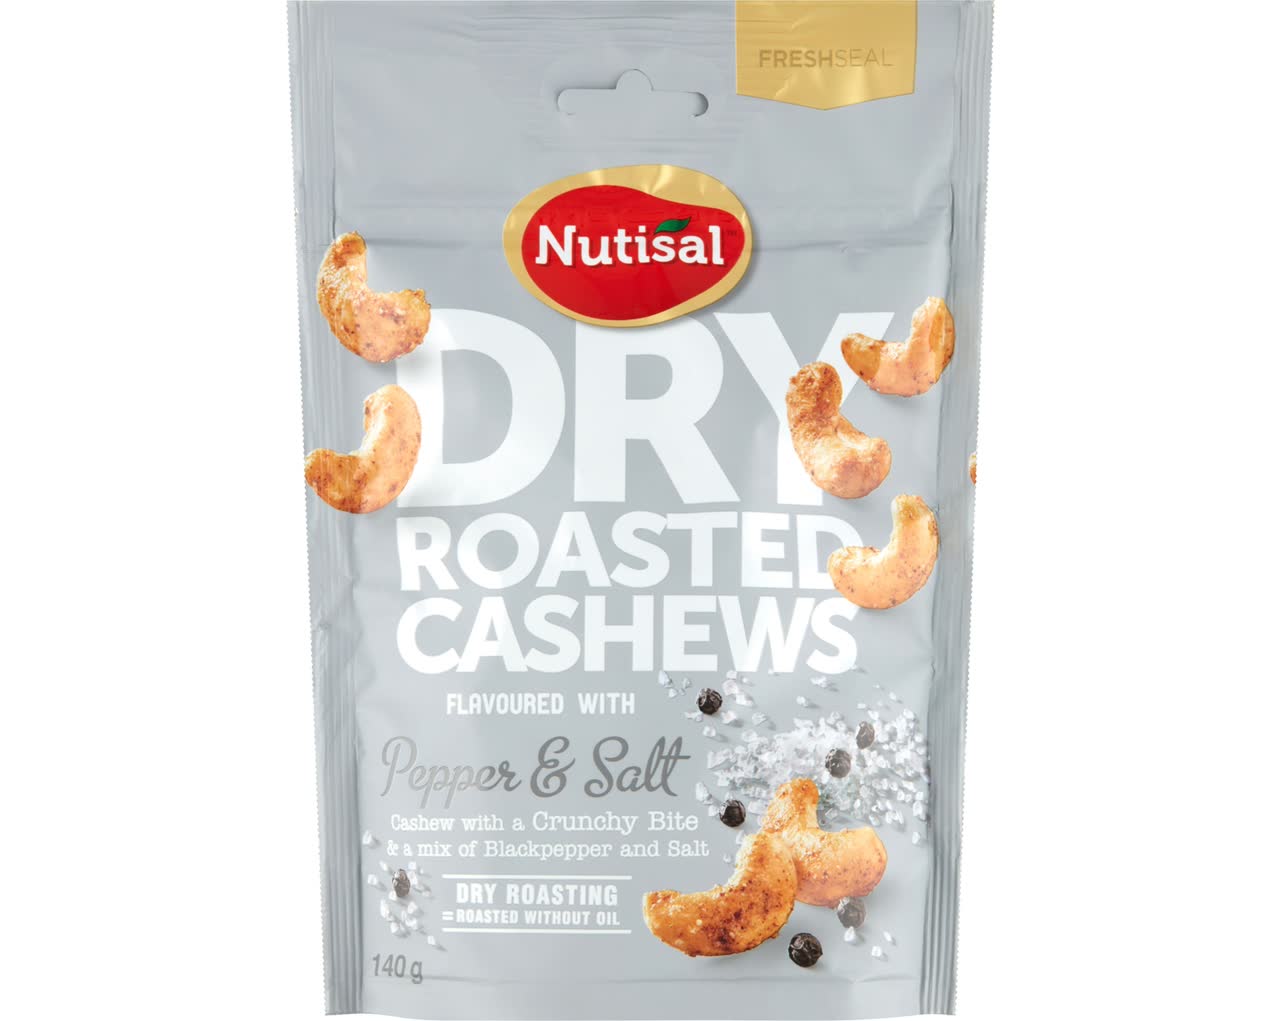 FRESHSEAL
Nutisal™
DRY
ROASTED
CASHEWS
FLAVOURED WITH
Pepper & Salt
Cashew with a Crunchy Bite
& a mix of Blackpepper and Salt
DRY ROASTING
= ROASTED WITHOUT OIL
140 g